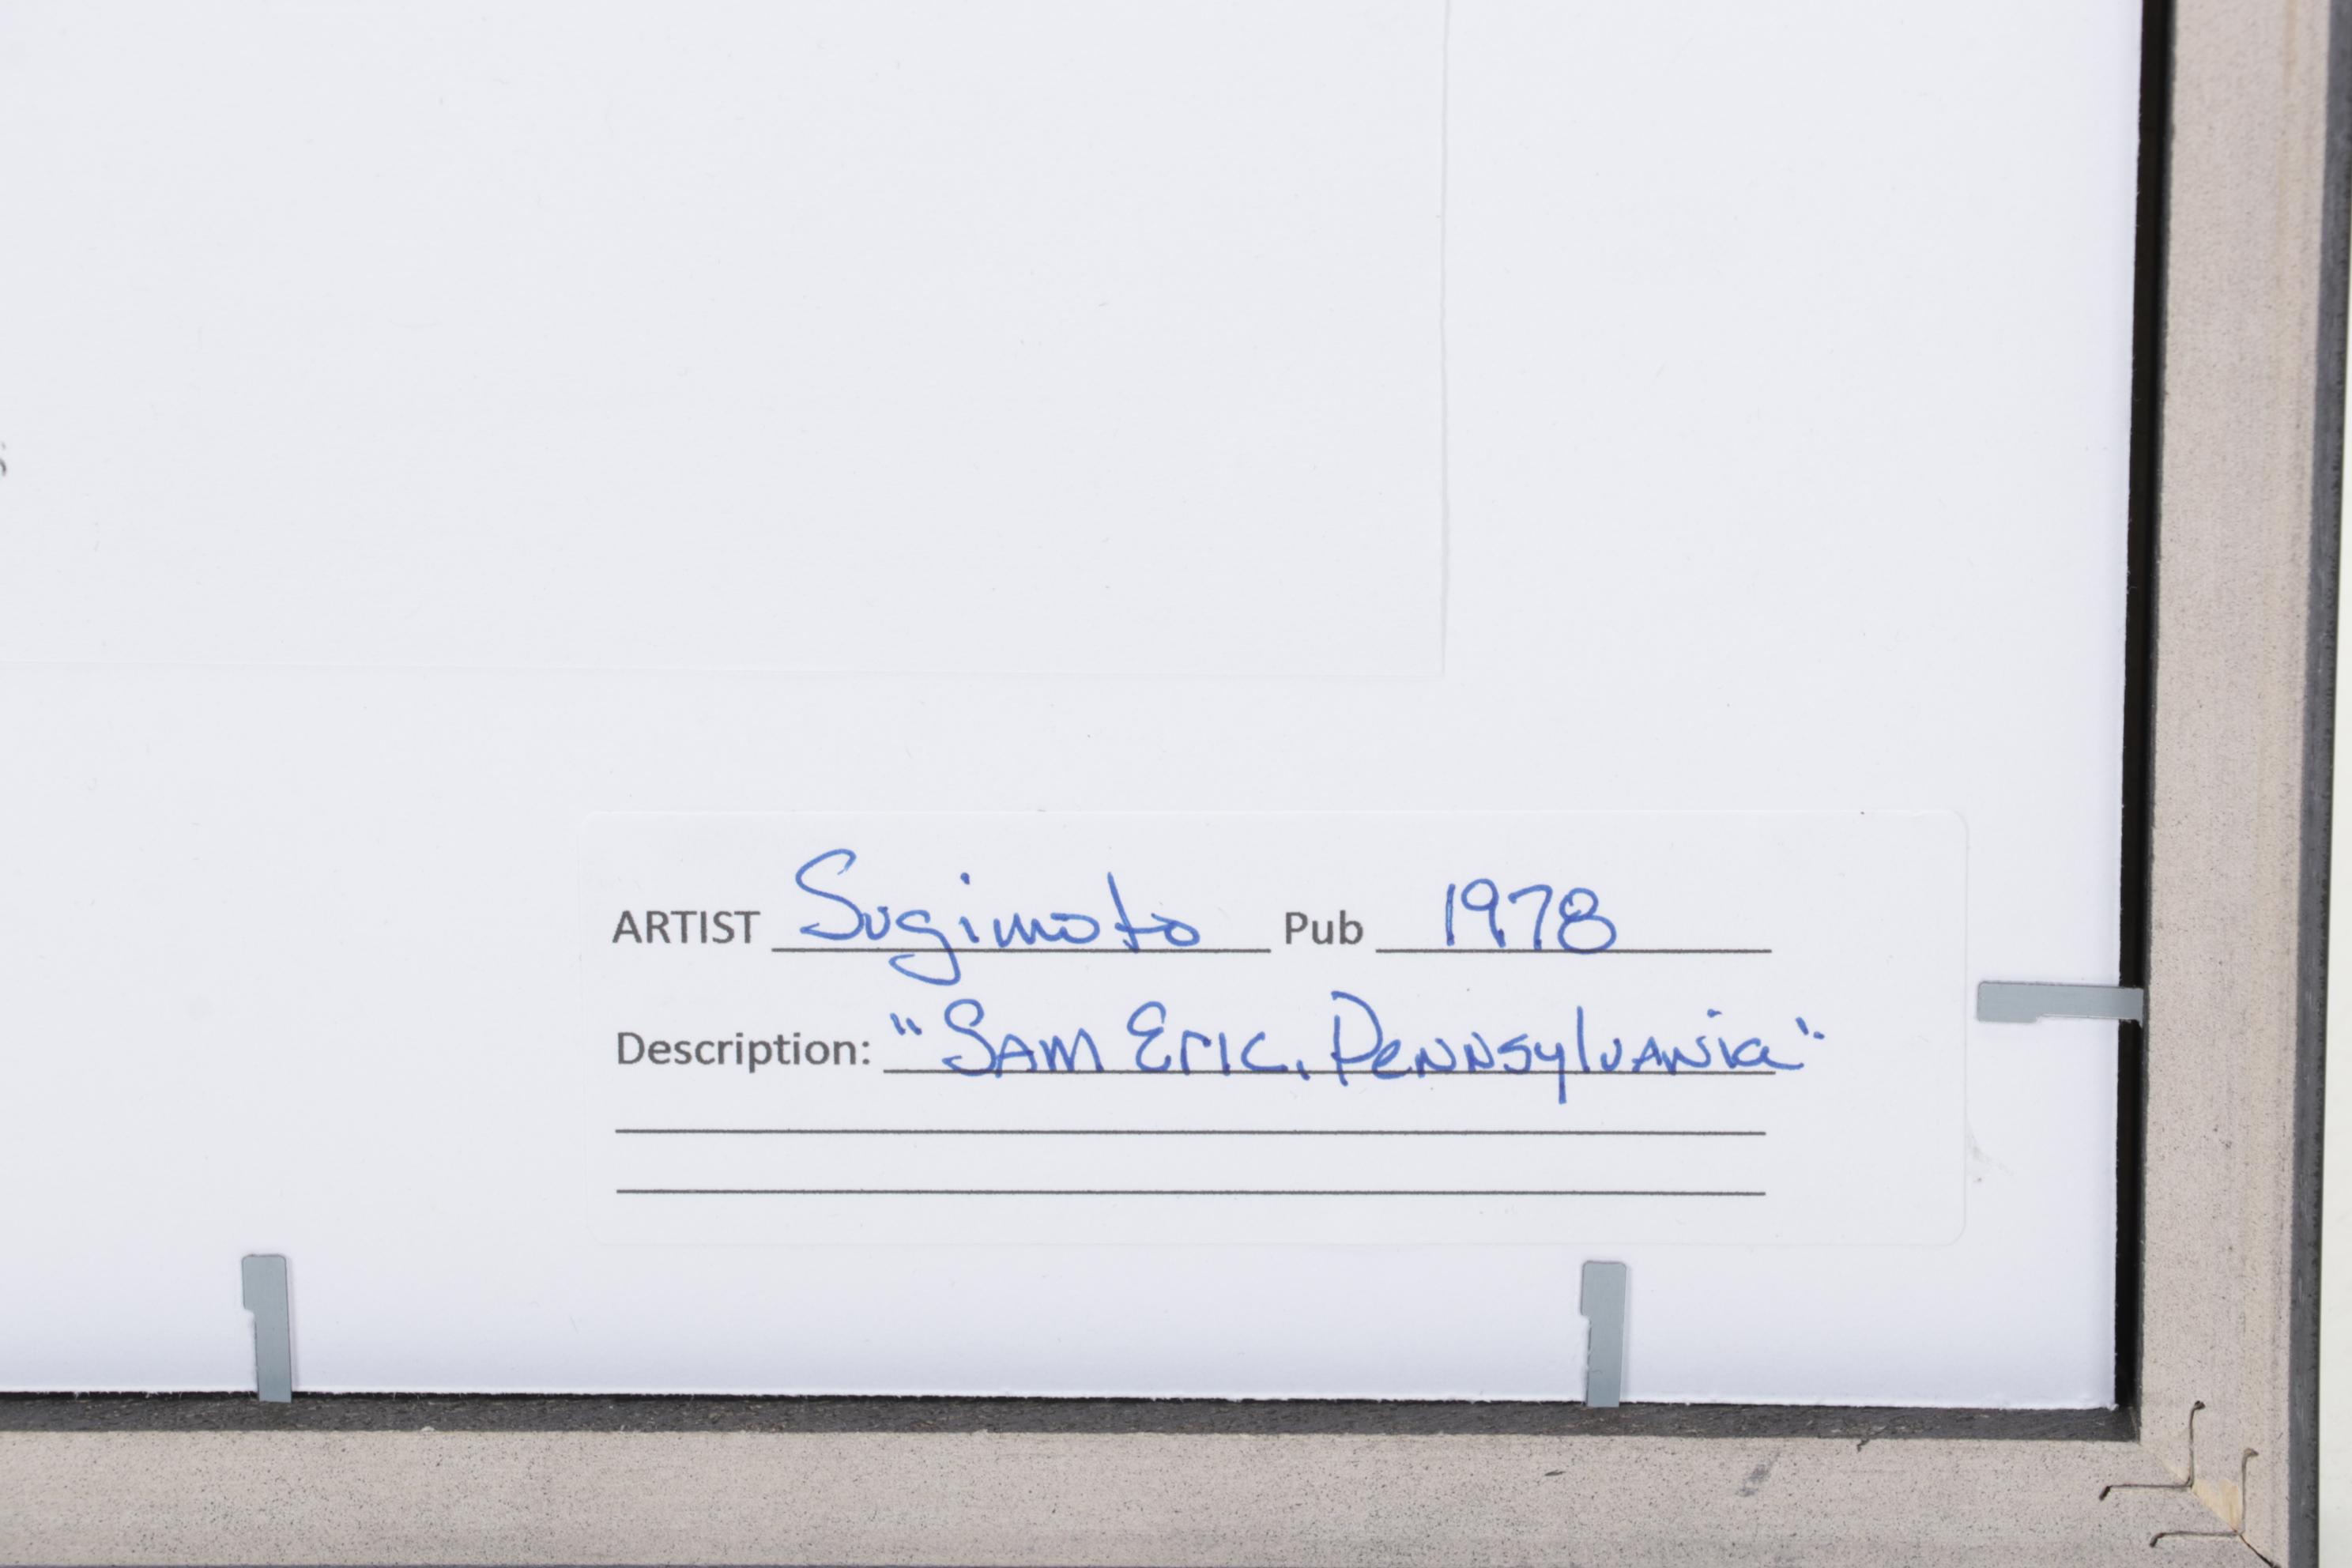 ARTIST Sugimoto Pub 1978
Description: "Sam Eric, Pennsylvania"